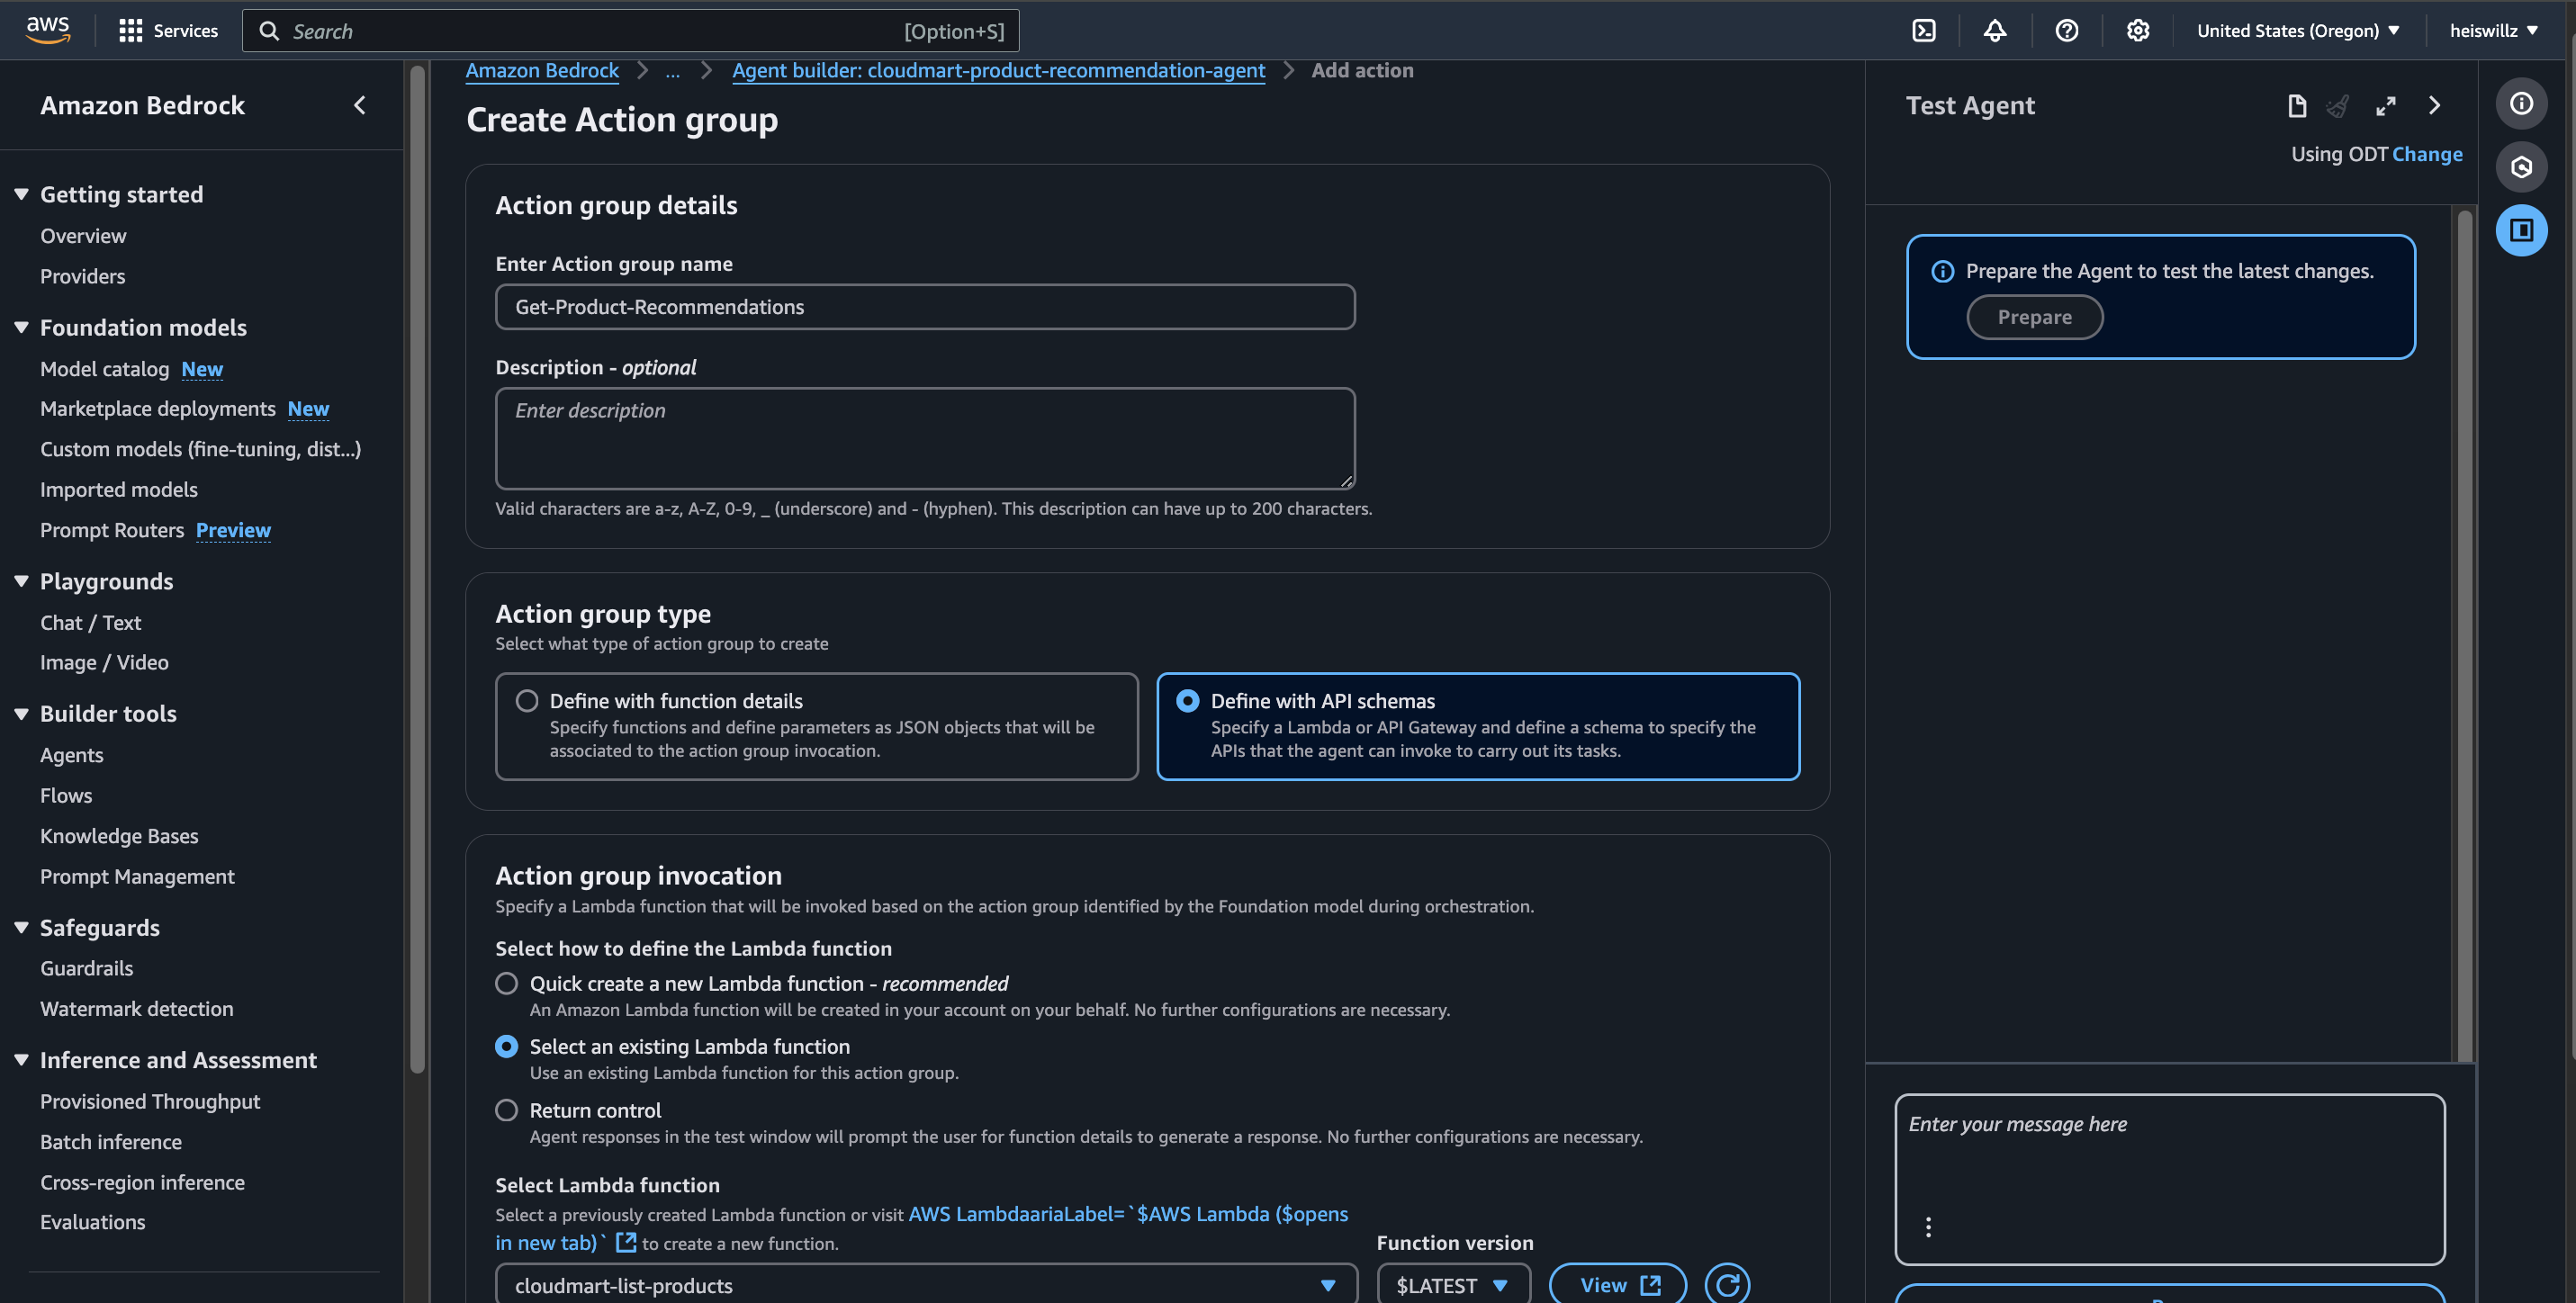 aws
Services
Search
[Option+S]
United States (Oregon)
heiswillz
Amazon Bedrock
Getting started
Overview
Providers
Foundation models
Model catalog New
Marketplace deployments New
Custom models (fine-tuning, dist...)
Imported models
Prompt Routers Preview
Playgrounds
Chat / Text
Image / Video
Builder tools
Agents
Flows
Knowledge Bases
Prompt Management
Safeguards
Guardrails
Watermark detection
Inference and Assessment
Provisioned Throughput
Batch inference
Cross-region inference
Evaluations
Amazon Bedrock ... Agent builder: cloudmart-product-recommendation-agent Add action
Create Action group
Action group details
Enter Action group name
Get-Product-Recommendations
Description - optional
Enter description
Valid characters are a-z, A-Z, 0-9, _ (underscore) and - (hyphen). This description can have up to 200 characters.
Action group type
Select what type of action group to create
Define with function details
Specify functions and define parameters as JSON objects that will be
associated to the action group invocation.
Define with API schemas
Specify a Lambda or API Gateway and define a schema to specify the
APIs that the agent can invoke to carry out its tasks.
Action group invocation
Specify a Lambda function that will be invoked based on the action group identified by the Foundation model during orchestration.
Select how to define the Lambda function
Quick create a new Lambda function - recommended
An Amazon Lambda function will be created in your account on your behalf. No further configurations are necessary.
Select an existing Lambda function
Use an existing Lambda function for this action group.
Return control
Agent responses in the test window will prompt the user for function details to generate a response. No further configurations are necessary.
Select Lambda function
Select a previously created Lambda function or visit AWS LambdaariaLabel=`$AWS Lambda ($opens
in new tab)` to create a new function.
Function version
cloudmart-list-products
$LATEST
View
Test Agent
Using ODT Change
Prepare the Agent to test the latest changes.
Prepare
Enter your message here